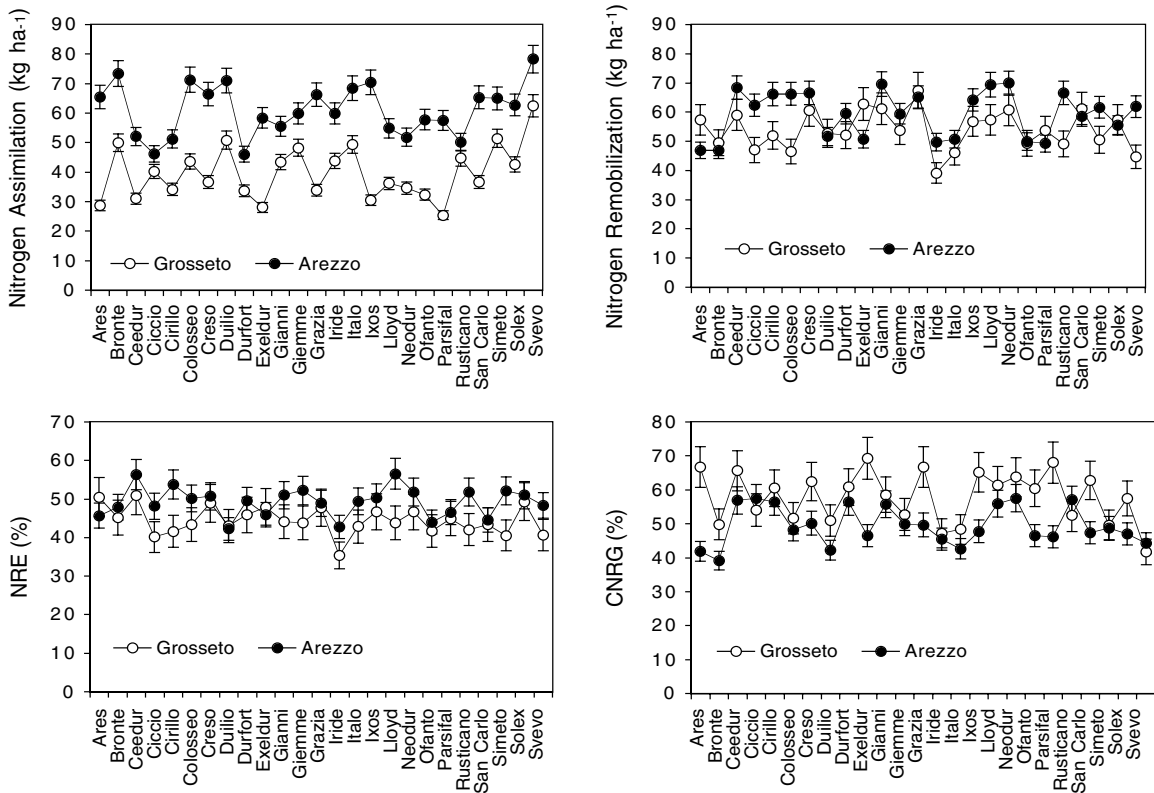 Nitrogen Assimilation (kg ha-1)
90
80
70
60
50
40
30
20
10
0
Grosseto
Arezzo
Ares
Bronte
Ceedur
Ciccio
Cirillo
Colosseo
Creso
Duilio
Durfort
Exeldur
Gianni
Giemme
Grazia
Iride
Italo
Ixos
Lloyd
Neodur
Ofanto
Parsifal
Rusticano
San Carlo
Simeto
Solex
Svevo
Nitrogen Remobilization (kg ha-1)
90
80
70
60
50
40
30
20
10
0
Grosseto
Arezzo
Ares
Bronte
Ceedur
Ciccio
Cirillo
Colosseo
Creso
Duilio
Durfort
Exeldur
Gianni
Giemme
Grazia
Iride
Italo
Ixos
Lloyd
Neodur
Ofanto
Parsifal
Rusticano
San Carlo
Simeto
Solex
Svevo
NRE (%)
70
60
50
40
30
20
10
0
Grosseto
Arezzo
Ares
Bronte
Ceedur
Ciccio
Cirillo
Colosseo
Creso
Duilio
Durfort
Exeldur
Gianni
Giemme
Grazia
Iride
Italo
Ixos
Lloyd
Neodur
Ofanto
Parsifal
Rusticano
San Carlo
Simeto
Solex
Svevo
CNRG (%)
80
70
60
50
40
30
20
10
0
Grosseto
Arezzo
Ares
Bronte
Ceedur
Ciccio
Cirillo
Colosseo
Creso
Duilio
Durfort
Exeldur
Gianni
Giemme
Grazia
Iride
Italo
Ixos
Lloyd
Neodur
Ofanto
Parsifal
Rusticano
San Carlo
Simeto
Solex
Svevo